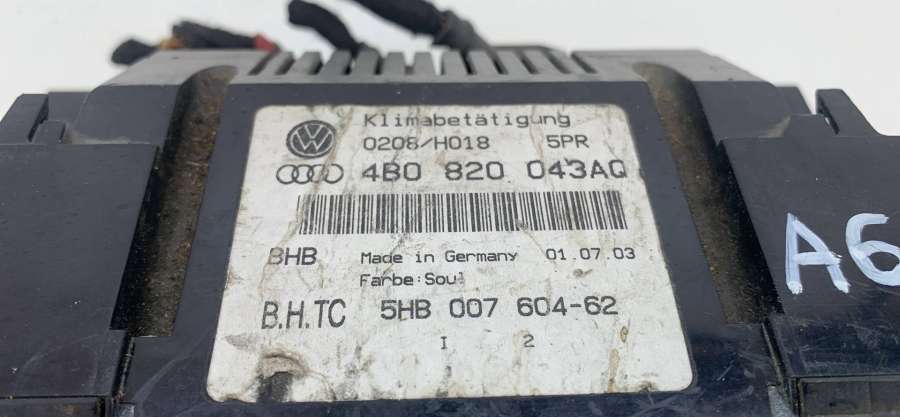 Klimabetätigung
0208/H018 5PR
4B0 820 043AQ
BHB Made in Germany 01.07.03
Farbe:Soul
B.H.TC 5HB 007 604-62
I 2
A6